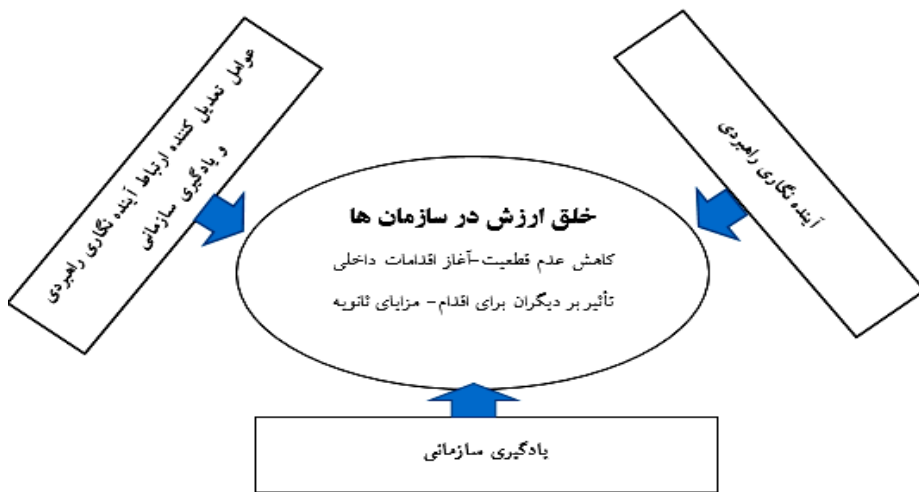 عوامل تعدیل کننده ارتباط آینده نگاری راهبردی
و یادگیری سازمانی
آینده نگاری راهبردی
خلق ارزش در سازمان ها
کاهش عدم قطعیت-آغاز اقدامات داخلی
تأثیر بر دیگران برای اقدام- مزایای ثانویه
یادگیری سازمانی